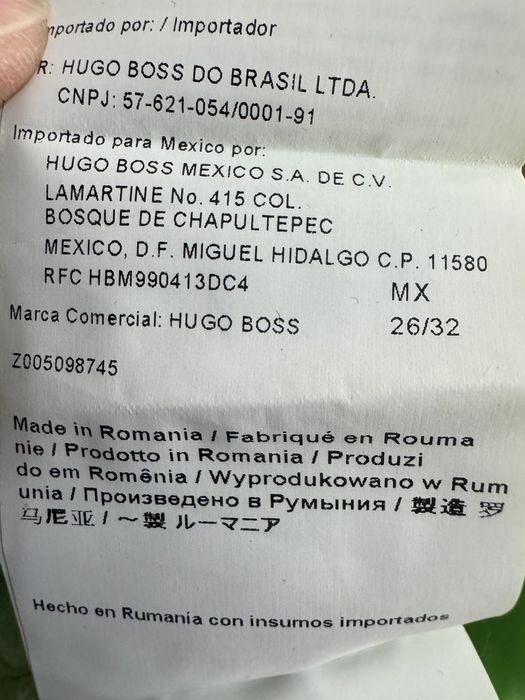 mportado por: / Importador
R: HUGO BOSS DO BRASIL LTDA.
CNPJ: 57-621-054/0001-91
Importado para Mexico por:
HUGO BOSS MEXICO S.A. DE C.V.
LAMARTINE No. 415 COL.
BOSQUE DE CHAPULTEPEC
MEXICO, D.F. MIGUEL HIDALGO C.P. 11580
RFC HBM990413DC4 MX
Marca Comercial: HUGO BOSS 26/32
Z005098745
Made in Romania / Fabriqué en Rouma
nie / Prodotto in Romania / Produzi
do em Romênia / Wyprodukowano w Rum
unia / Произведено в Румыния / 製造 罗
马尼亚 / ～製 ルーマニア
Hecho en Rumanía con insumos importados